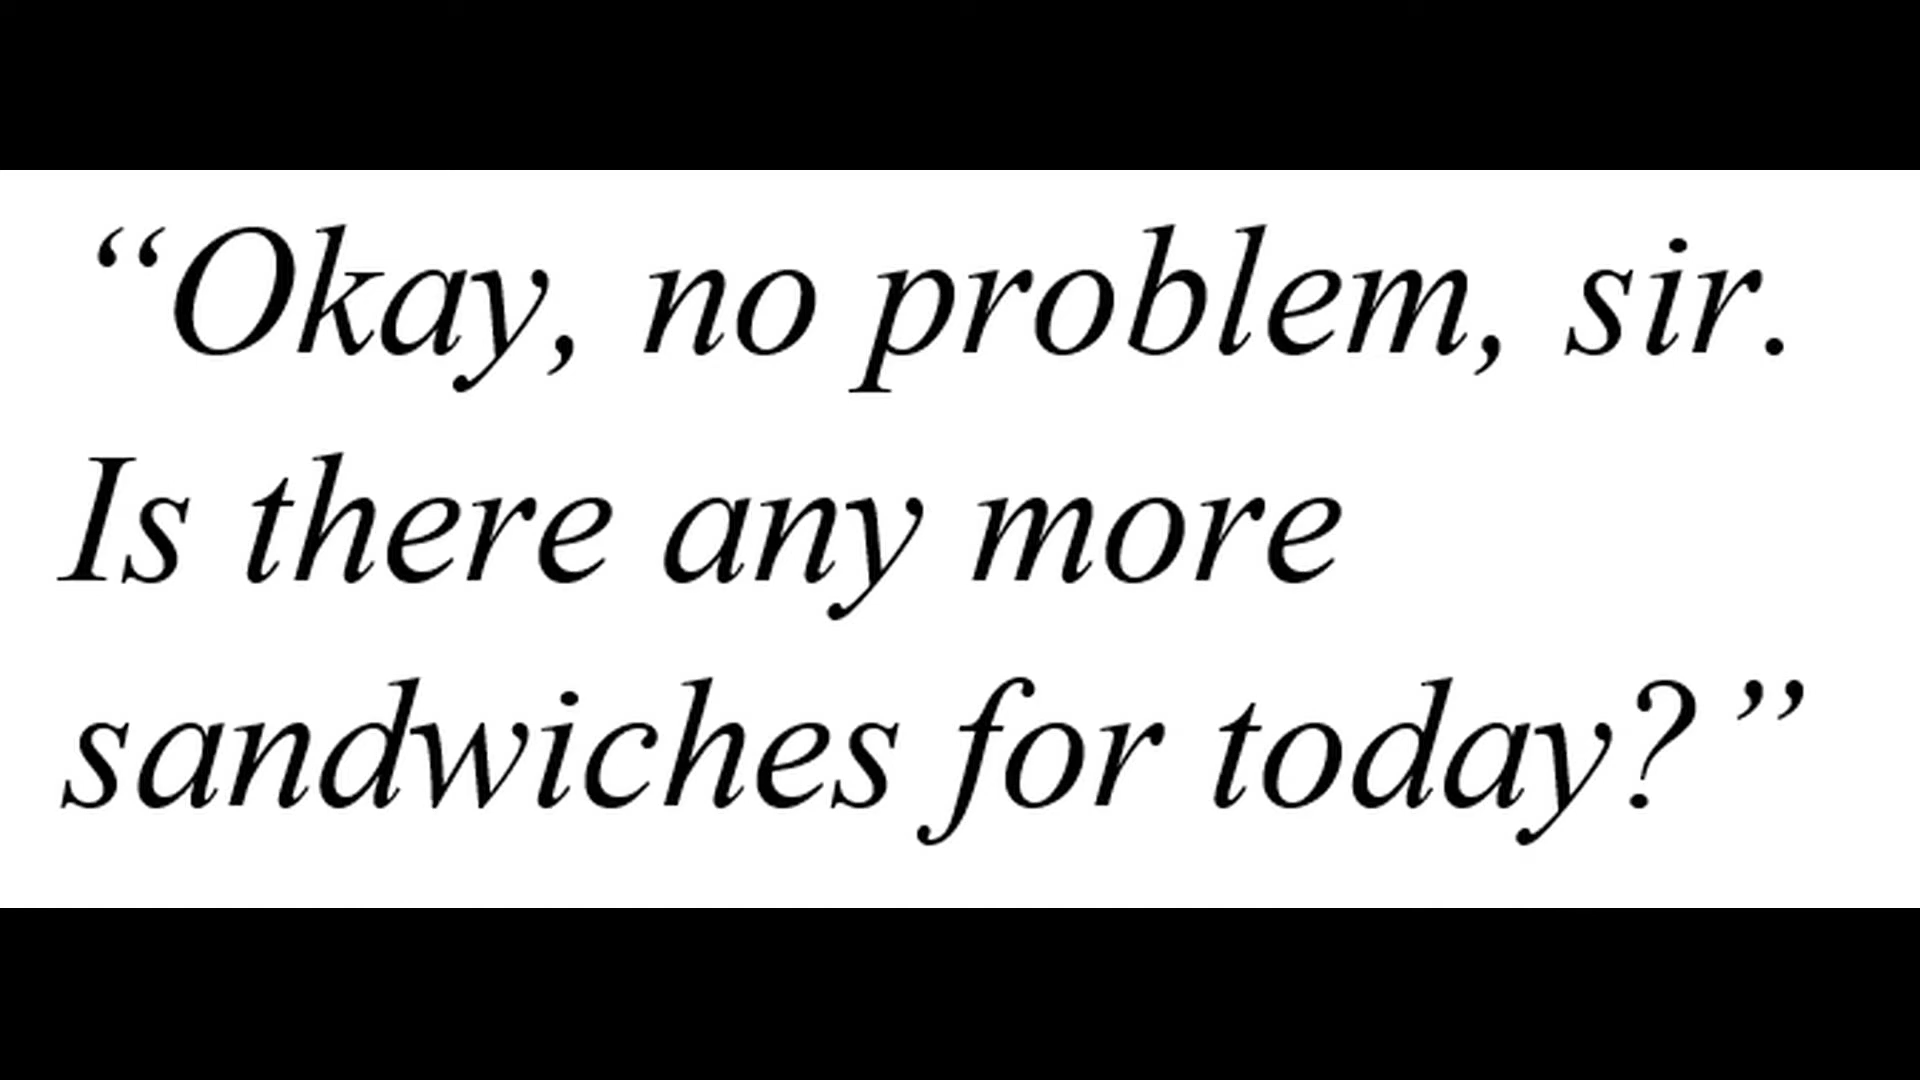 “Okay, no problem, sir.
Is there any more
sandwiches for today?”